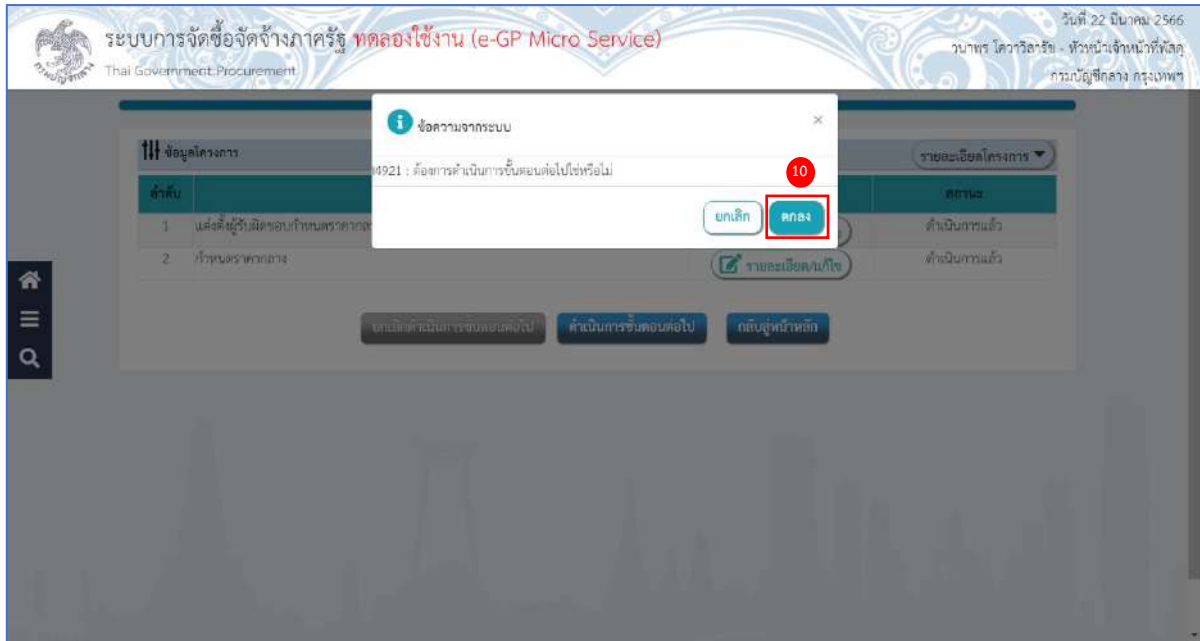 วันที่ 22 มีนาคม 2566
ระบบการจัดซื้อจัดจ้างภาครัฐ ทดลองใช้งาน (e-GP Micro Service)
วนาพร โควาวิสารัช - หัวหน้าเจ้าหน้าที่พัสดุ
Thai Government Procurement
กรมบัญชีกลาง กรุงเทพฯ
ข้อความจากระบบ
×
ข้อมูลโครงการ
รายละเอียดโครงการ
4921 : ต้องการดำเนินการขั้นตอนต่อไปใช่หรือไม่
10
ลำดับ
สถานะ
ยกเลิก
ตกลง
1 แต่งตั้งผู้รับผิดชอบกำหนดราคากลา ดำเนินการแล้ว
2 กำหนดราคากลาง รายละเอียด/แก้ไข ดำเนินการแล้ว
ยกเลิกดำเนินการขั้นตอนต่อไป ดำเนินการขั้นตอนต่อไป กลับสู่หน้าหลัก